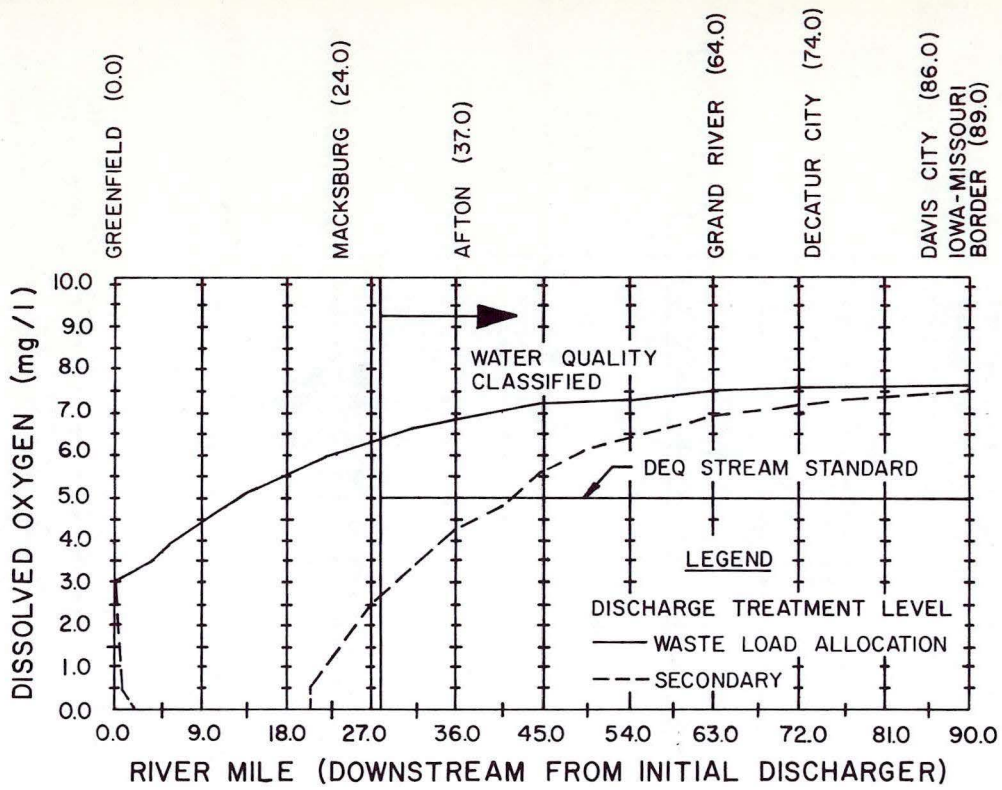 GREENFIELD (0.0)
MACKSBURG (24.0)
AFTON (37.0)
GRAND RIVER (64.0)
DECATUR CITY (74.0)
DAVIS CITY (86.0)
IOWA-MISSOURI
BORDER (89.0)
DISSOLVED OXYGEN (mg/l)
10.0
9.0
8.0
7.0
6.0
5.0
4.0
3.0
2.0
1.0
0.0
WATER QUALITY
CLASSIFIED
DEQ STREAM STANDARD
LEGEND
DISCHARGE TREATMENT LEVEL
WASTE LOAD ALLOCATION
SECONDARY
0.0 9.0 18.0 27.0 36.0 45.0 54.0 63.0 72.0 81.0 90.0
RIVER MILE (DOWNSTREAM FROM INITIAL DISCHARGER)